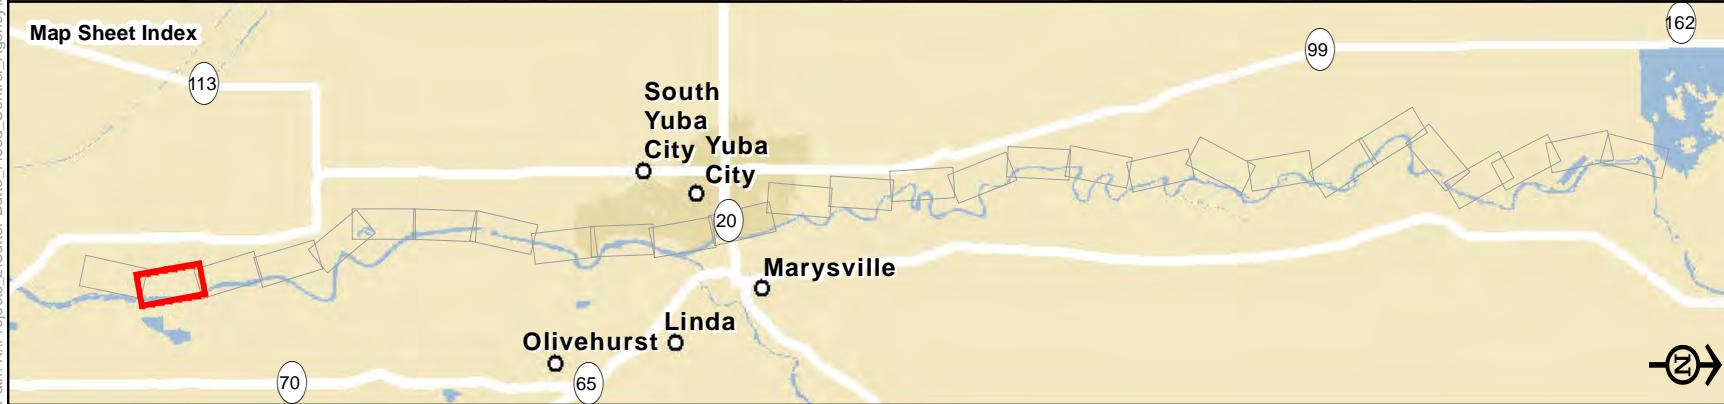 Map Sheet Index
162
99
113
South
Yuba
City
Yuba
City
20
Marysville
Linda
Olivehurst
70
65
N